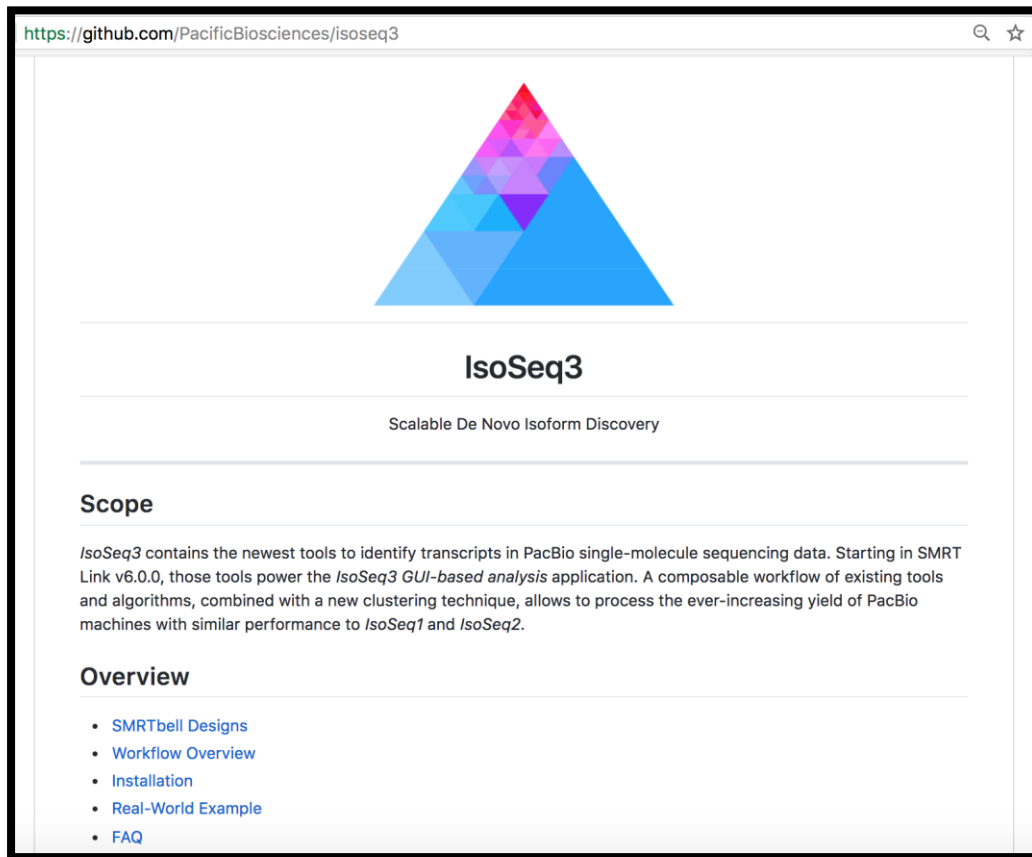 https://github.com/PacificBiosciences/isoseq3
IsoSeq3
Scalable De Novo Isoform Discovery
Scope
IsoSeq3 contains the newest tools to identify transcripts in PacBio single-molecule sequencing data. Starting in SMRT
Link v6.0.0, those tools power the IsoSeq3 GUI-based analysis application. A composable workflow of existing tools
and algorithms, combined with a new clustering technique, allows to process the ever-increasing yield of PacBio
machines with similar performance to IsoSeq1 and IsoSeq2.
Overview
• SMRTbell Designs
• Workflow Overview
• Installation
• Real-World Example
• FAQ